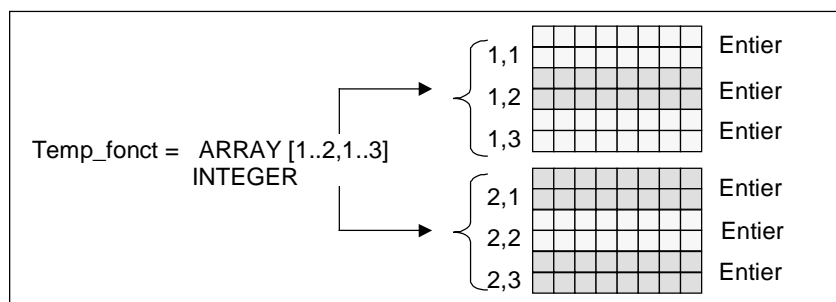 Temp_fonct = ARRAY [1..2,1..3]
INTEGER
1,1 Entier
1,2 Entier
1,3 Entier
2,1 Entier
2,2 Entier
2,3 Entier